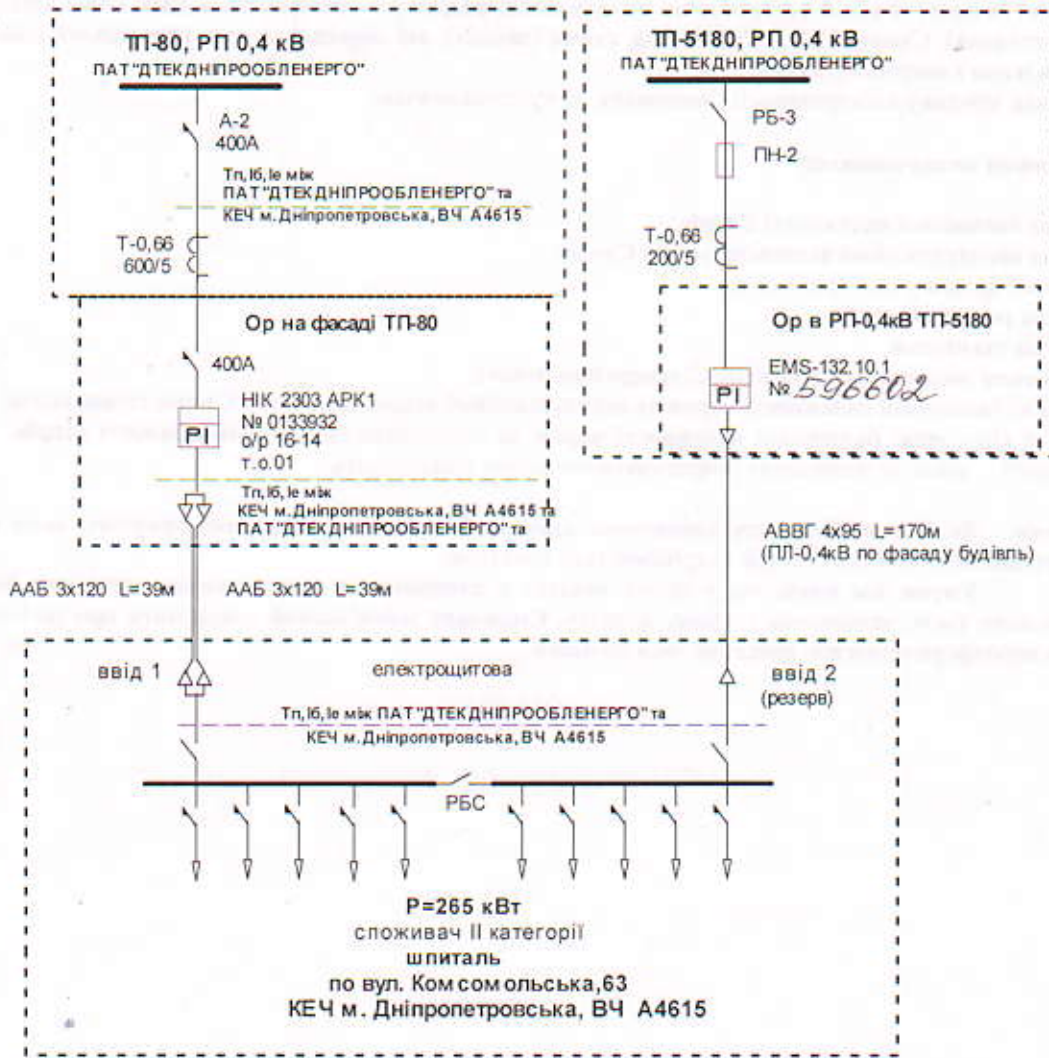 ТП-80, РП 0,4 кВ
ПАТ "ДТЕКДНІПРООБЛЕНЕРГО"
А-2
400А
Тп, Іб, Іе між
ПАТ "ДТЕКДНІПРООБЛЕНЕРГО" та
КЕЧ м. Дніпропетровська, ВЧ А4615
Т-0,66
600/5
Ор на фасаді ТП-80
400А
PI
НІК 2303 АРК1
№ 0133932
о/р 16-14
т.о.01
Тп, Іб, Іе між
КЕЧ м. Дніпропетровська, ВЧ А4615 та
ПАТ "ДТЕКДНІПРООБЛЕНЕРГО" та
ААБ 3х120 L=39м
ААБ 3х120 L=39м
ТП-5180, РП 0,4 кВ
ПАТ "ДТЕКДНІПРООБЛЕНЕРГО"
РБ-3
ПН-2
Т-0,66
200/5
Ор в РП-0,4кВ ТП-5180
PI
EMS-132.10.1
№ 596602
АВВГ 4х95 L=170м
(ПЛ-0,4кВ по фасаду будівль)
ввід 1
електрощитова
ввід 2
(резерв)
Тп, Іб, Іе між ПАТ "ДТЕКДНІПРООБЛЕНЕРГО" та
КЕЧ м. Дніпропетровська, ВЧ А4615
РБС
Р=265 кВт
споживач II категорії
шпиталь
по вул. Комсомольська,63
КЕЧ м. Дніпропетровська, ВЧ А4615